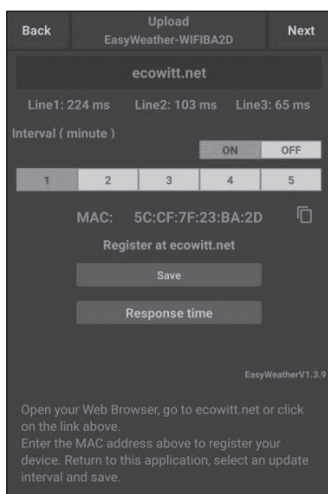 Back
Upload
EasyWeather-WIFIBA2D
Next
ecowitt.net
Line1: 224 ms Line2: 103 ms Line3: 65 ms
Interval ( minute )
ON OFF
1 2 3 4 5
MAC: 5C:CF:7F:23:BA:2D
Register at ecowitt.net
Save
Response time
EasyWeatherV1.3.9
Open your Web Browser, go to ecowitt.net or click
on the link above.
Enter the MAC address above to register your
device. Return to this application, select an update
interval and save.